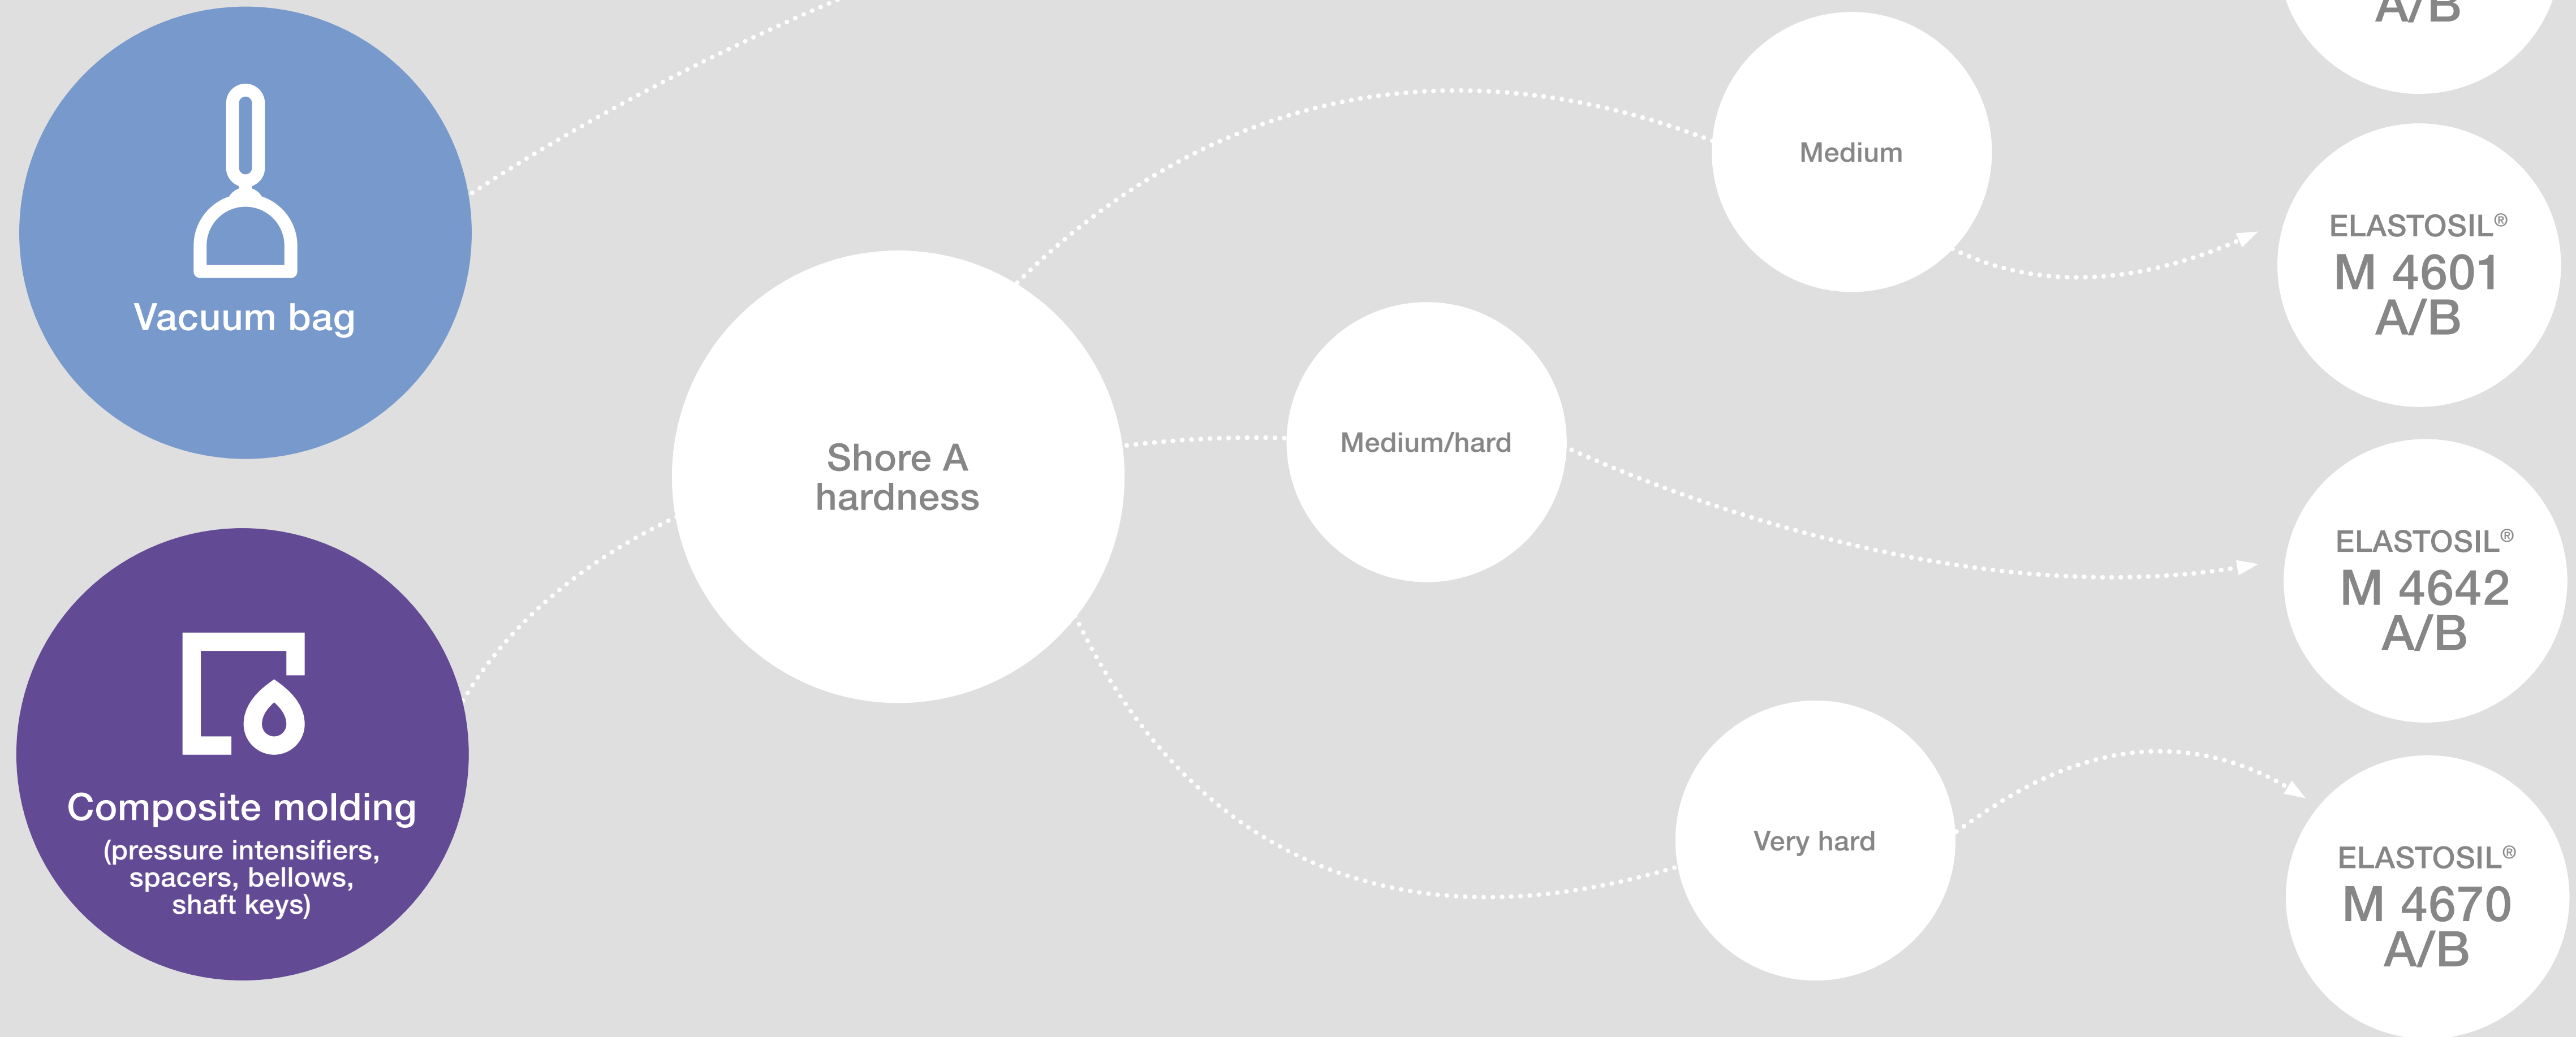 A/B
Medium
ELASTOSIL®
M 4601
A/B
Vacuum bag
Medium/hard
Shore A
hardness
ELASTOSIL®
M 4642
A/B
Composite molding
(pressure intensifiers,
spacers, bellows,
shaft keys)
Very hard
ELASTOSIL®
M 4670
A/B